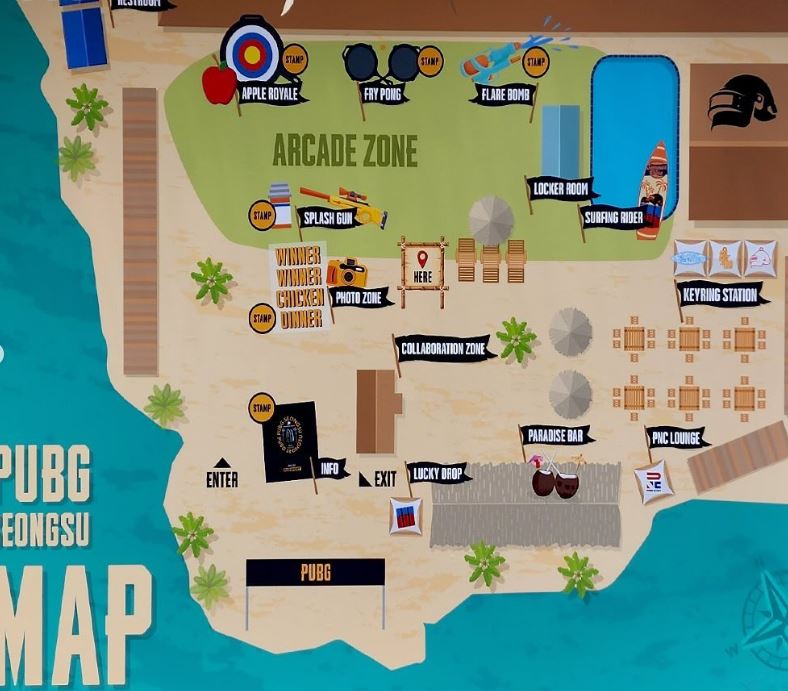 RESTROOM
STAMP
STAMP
STAMP
APPLE ROYALE
FRY PONG
FLARE BOMB
ARCADE ZONE
LOCKER ROOM
STAMP
SPLASH GUN
SURFING RIDER
WINNER
WINNER
CHICKEN
DINNER
STAMP
PHOTO ZONE
HERE
KEYRING STATION
COLLABORATION ZONE
STAMP
PARADISE BAR
PNC LOUNGE
ENTER
INFO
EXIT
LUCKY DROP
PUBG
PUBG
EONGSU
MAP
W